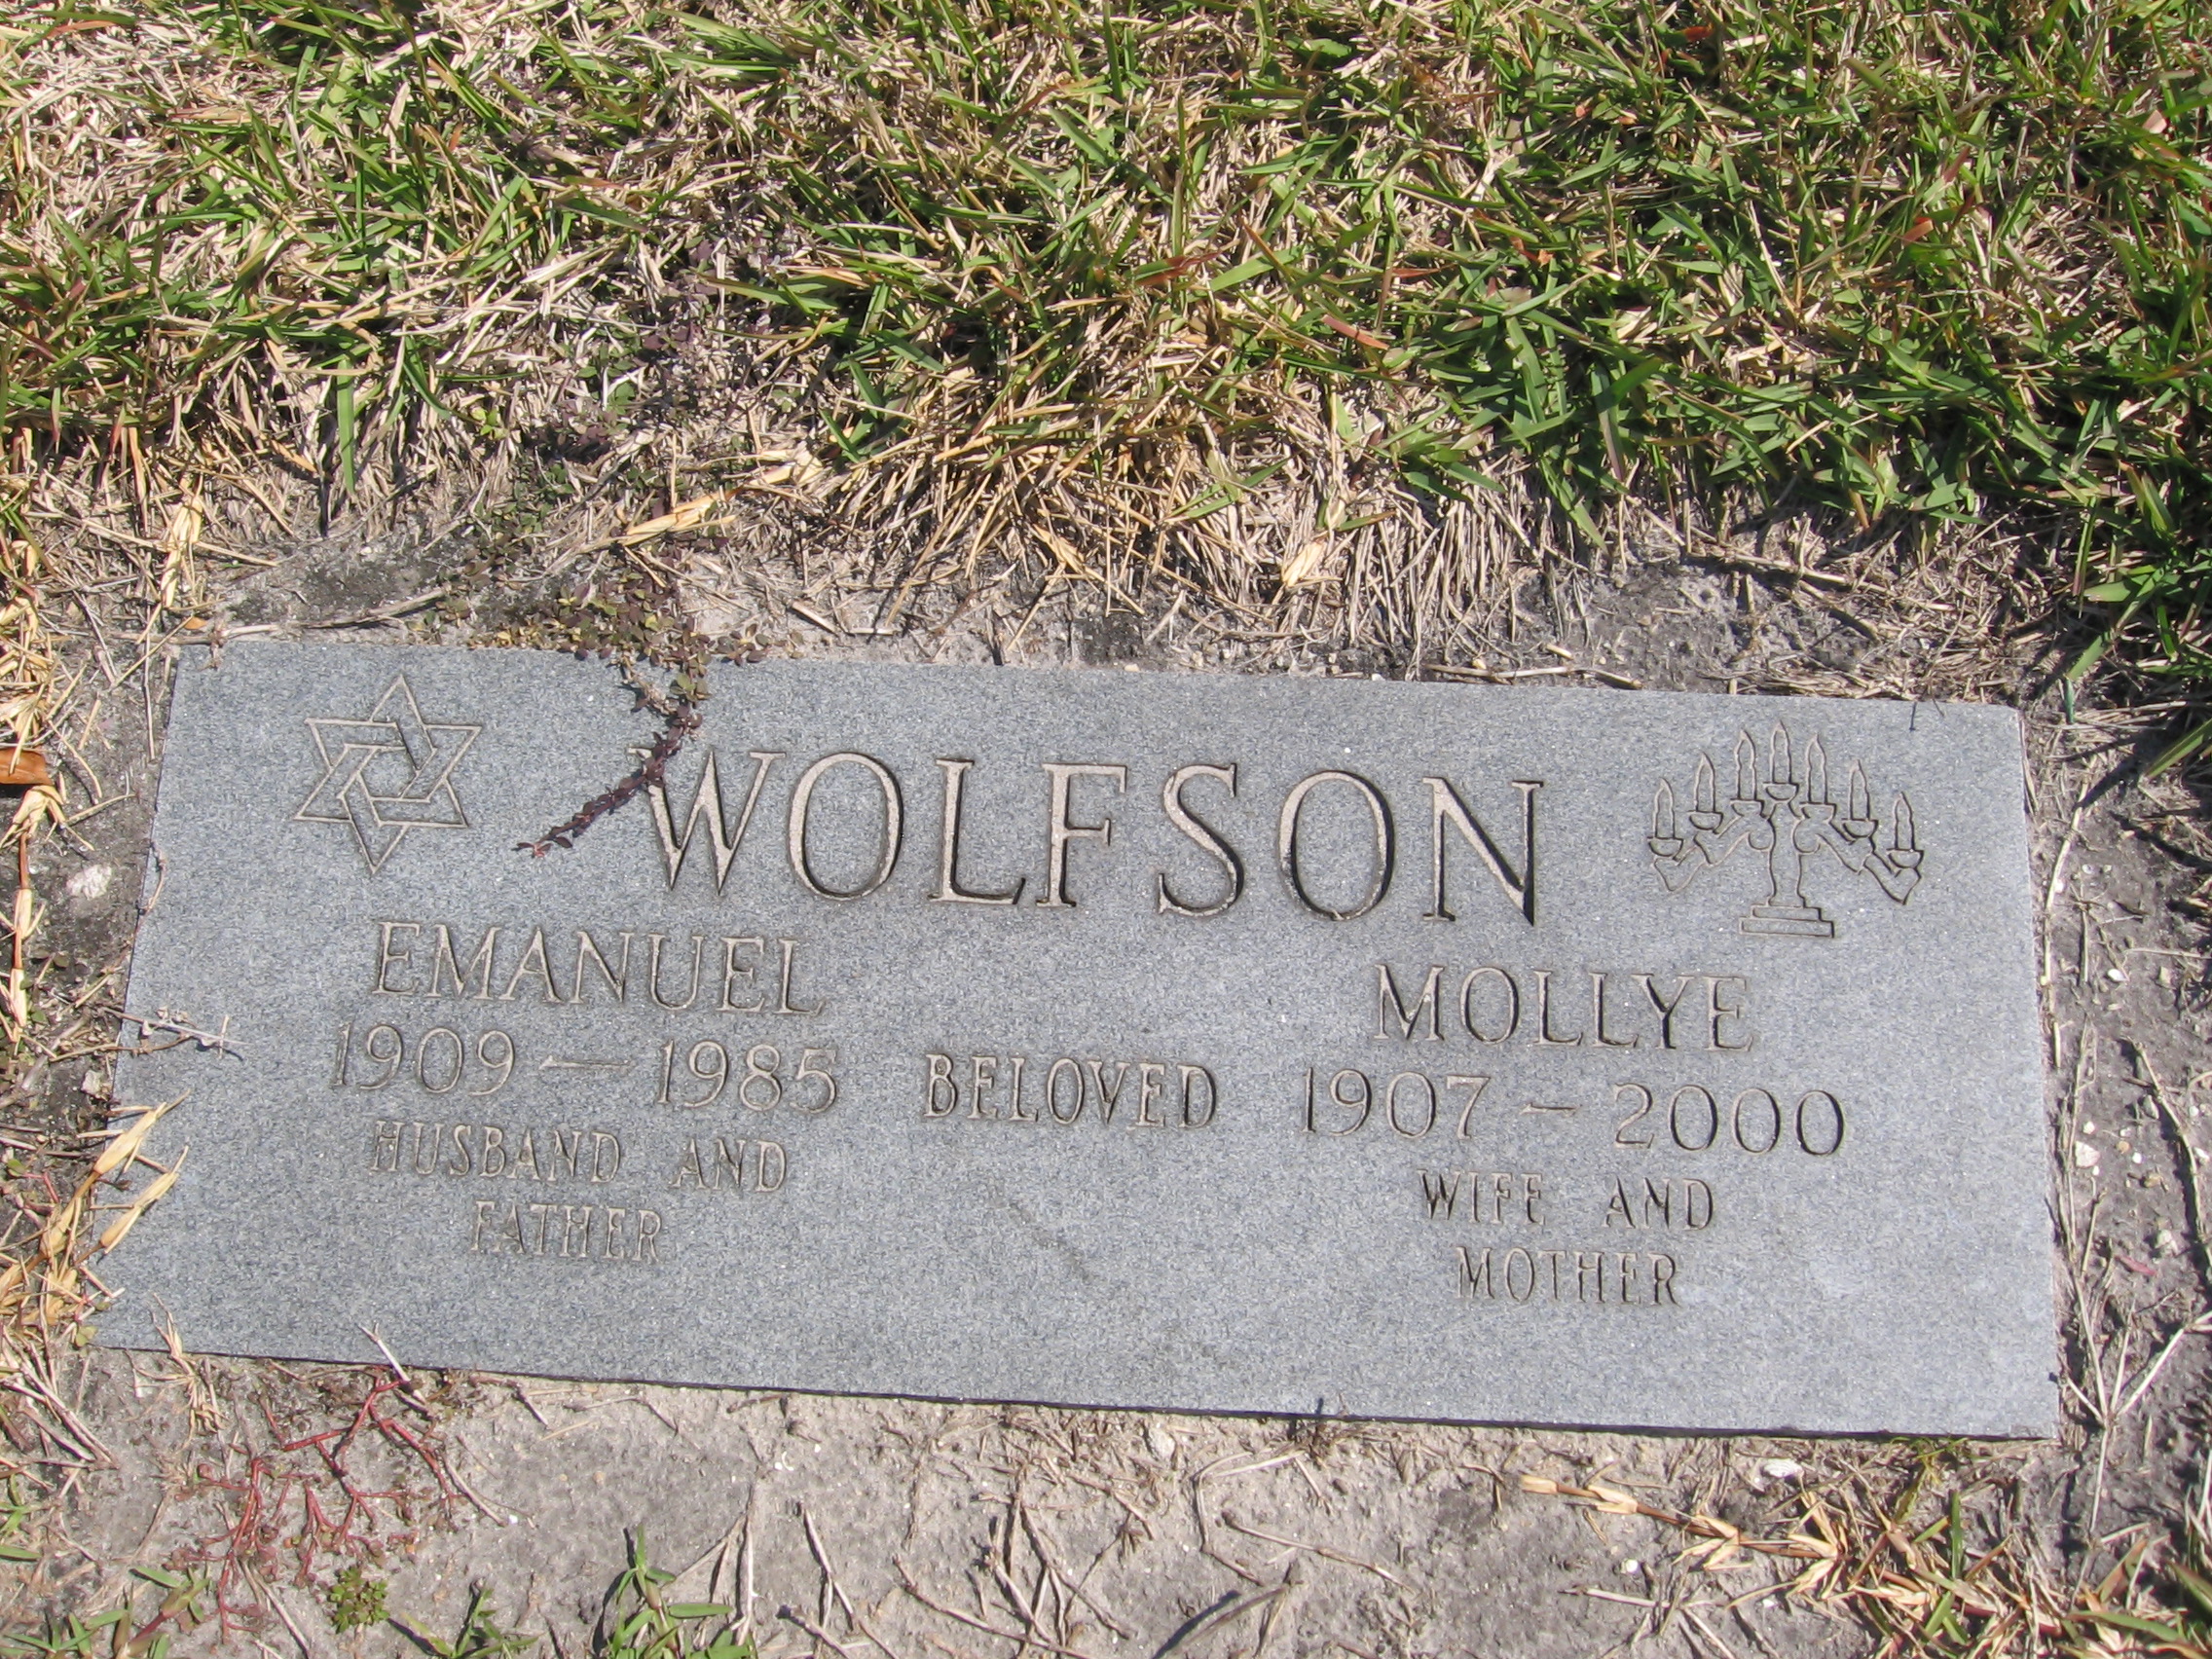 WOLFSON
EMANUEL
1909 — 1985
HUSBAND AND
FATHER
BELOVED
MOLLYE
1907 — 2000
WIFE AND
MOTHER